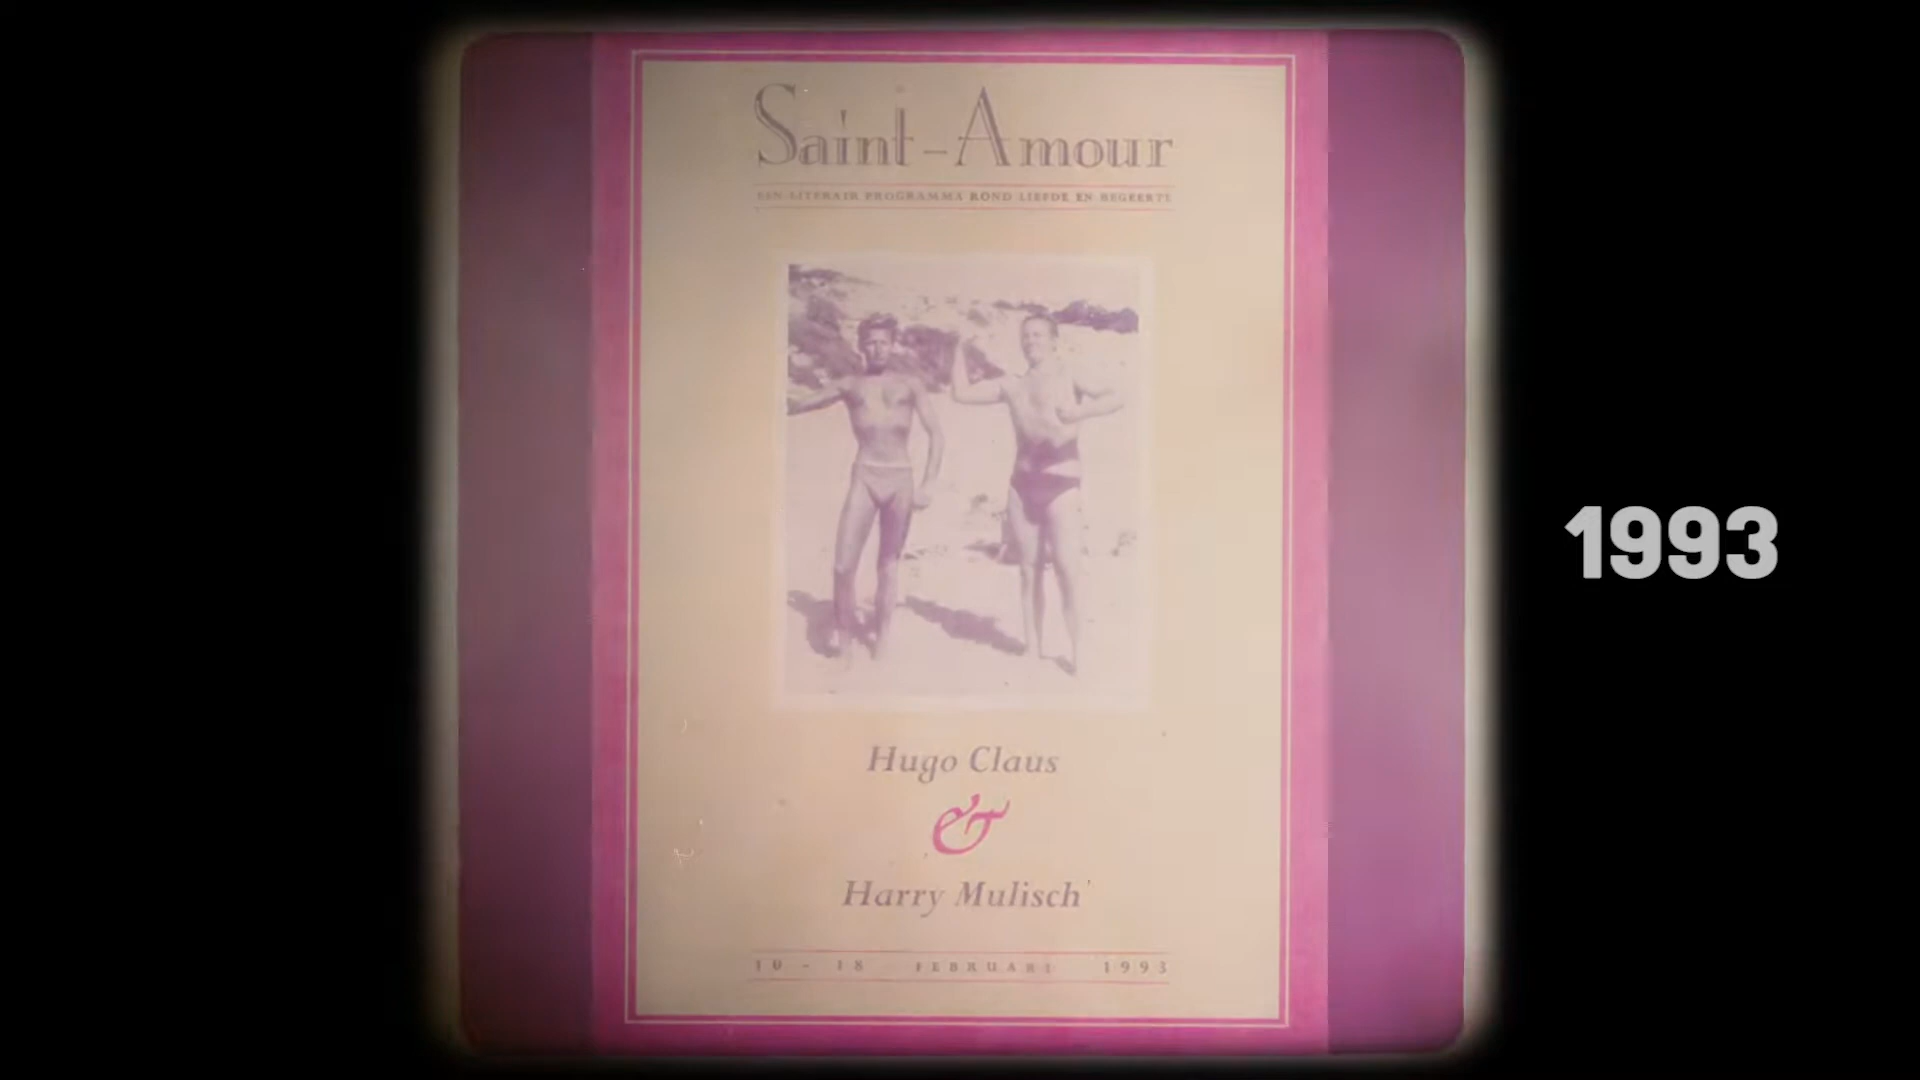 Saint-Amour
EEN LITERAIR PROGRAMMA ROND LIEFDE EN BEGEERTE
Hugo Claus
&
Harry Mulisch
10 - 18 FEBRUARI 1993
1993